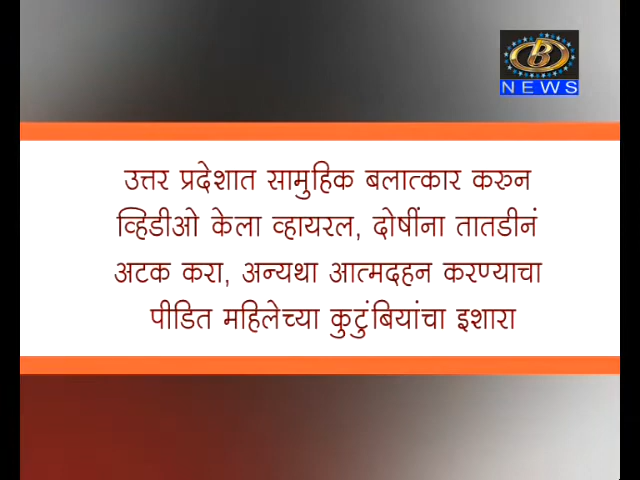 B
NEWS
उत्तर प्रदेशात सामुहिक बलात्कार करुन
व्हिडीओ केला व्हायरल, दोषींना तातडीनं
अटक करा, अन्यथा आत्मदहन करण्याचा
पीडित महिलेच्या कुटुंबियांचा इशारा